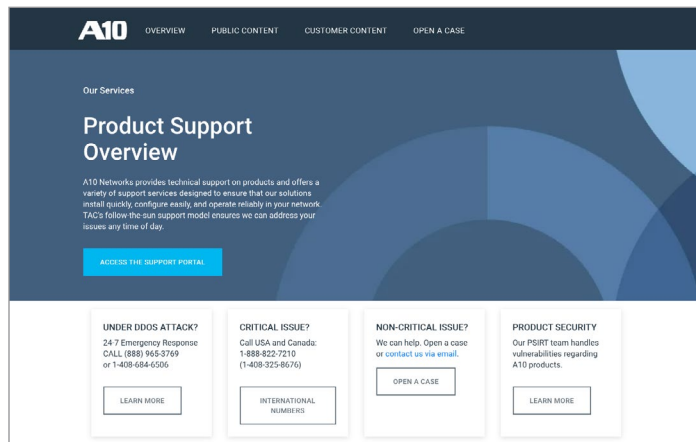 A10 OVERVIEW PUBLIC CONTENT CUSTOMER CONTENT OPEN A CASE
Our Services
Product Support
Overview
A10 Networks provides technical support on products and offers a
variety of support services designed to ensure that our solutions
install quickly, configure easily, and operate reliably in your network.
TAC's follow-the-sun support model ensures we can address your
issues any time of day.
ACCESS THE SUPPORT PORTAL
UNDER DDOS ATTACK?
24-7 Emergency Response
CALL (888) 965-3769
or 1-408-684-6506
LEARN MORE
CRITICAL ISSUE?
Call USA and Canada:
1-888-822-7210
(1-408-325-8676)
INTERNATIONAL
NUMBERS
NON-CRITICAL ISSUE?
We can help. Open a case
or contact us via email.
OPEN A CASE
PRODUCT SECURITY
Our PSIRT team handles
vulnerabilities regarding
A10 products.
LEARN MORE